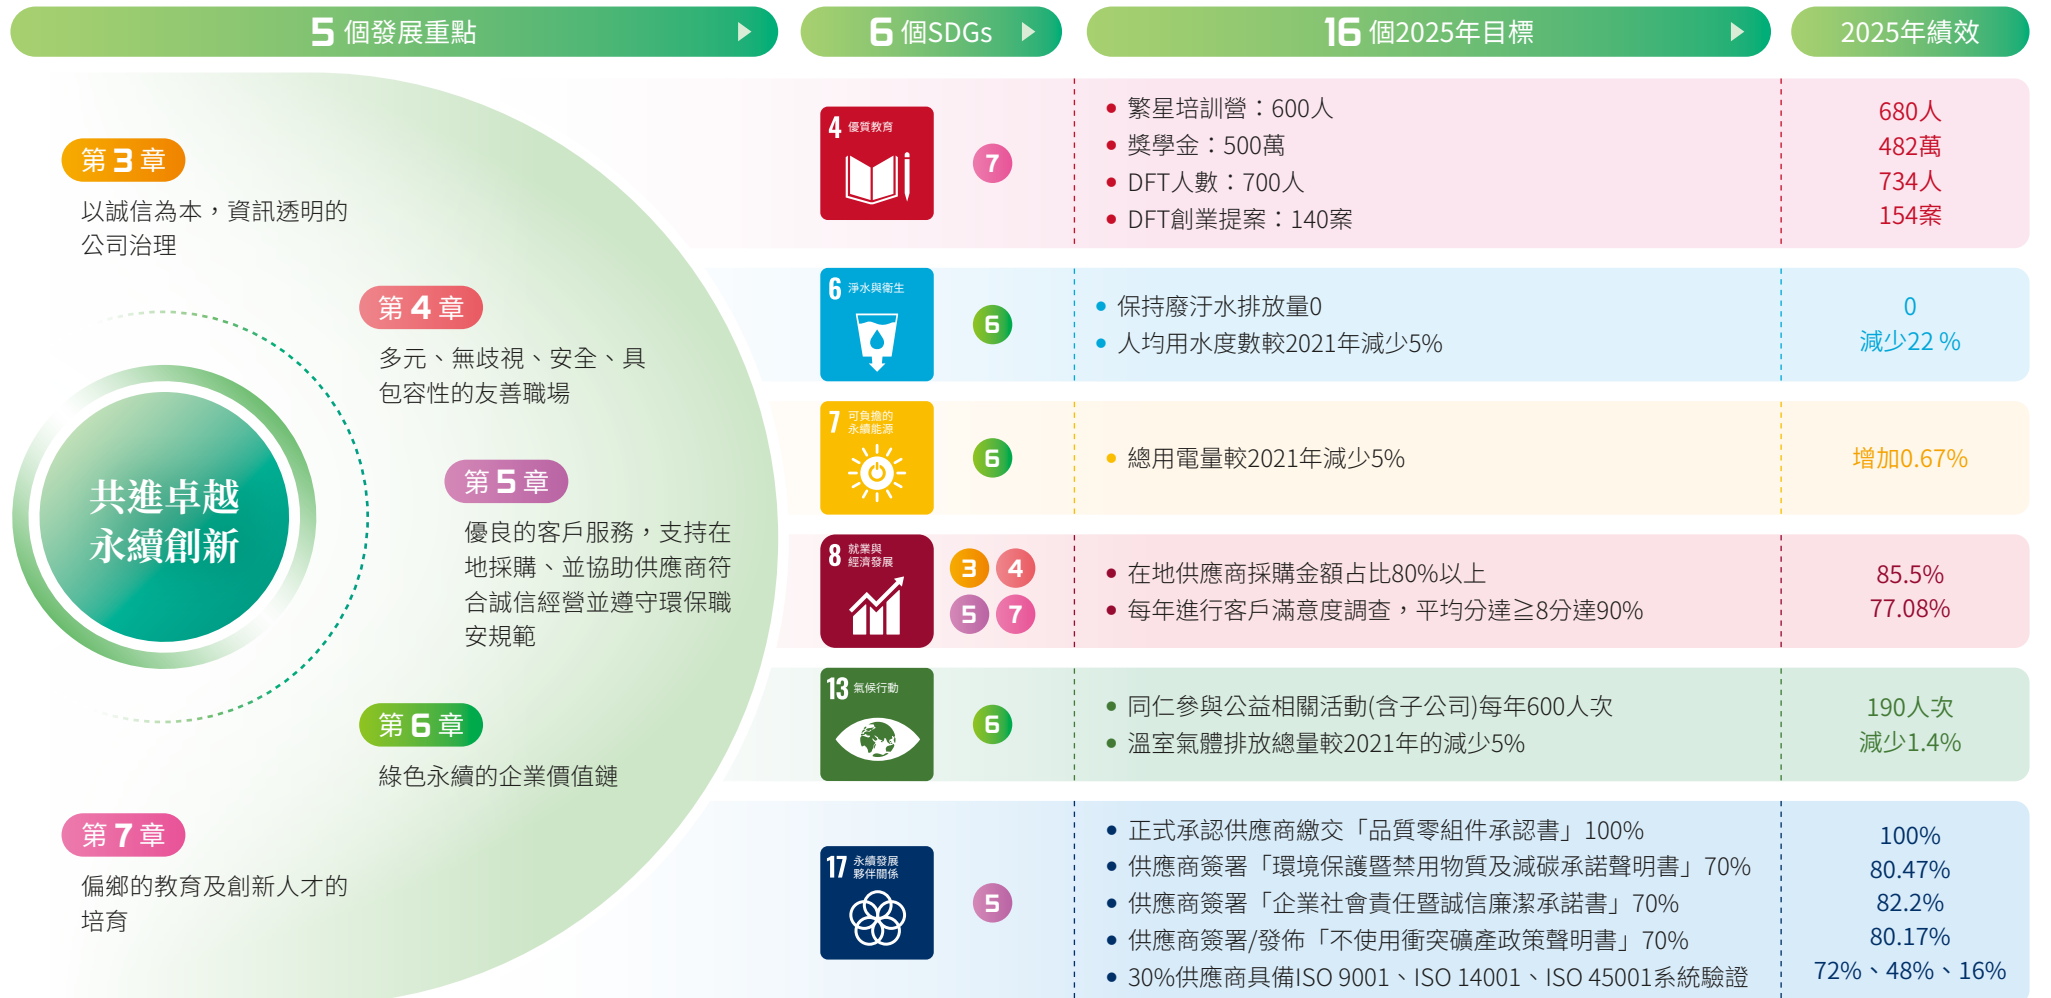 5 個發展重點
6 個SDGs
16 個2025年目標
2025年績效
第 3 章
以誠信為本，資訊透明的
公司治理
第 4 章
多元、無歧視、安全、具
包容性的友善職場
第 5 章
優良的客戶服務，支持在
地採購、並協助供應商符
合誠信經營並遵守環保職
安規範
第 6 章
綠色永續的企業價值鏈
第 7 章
偏鄉的教育及創新人才的
培育
共進卓越
永續創新
4 優質教育
7
繁星培訓營：600人
獎學金：500萬
DFT人數：700人
DFT創業提案：140案
680人
482萬
734人
154案
6 淨水與衛生
6
保持廢汙水排放量0
人均用水度數較2021年減少5%
0
減少22 %
7 可負擔的
永續能源
6
總用電量較2021年減少5%
增加0.67%
8 就業與
經濟發展
3 4
5 7
在地供應商採購金額占比80%以上
每年進行客戶滿意度調查，平均分達≧8分達90%
85.5%
77.08%
13 氣候行動
6
同仁參與公益相關活動(含子公司)每年600人次
溫室氣體排放總量較2021年的減少5%
190人次
減少1.4%
17 永續發展
夥伴關係
5
正式承認供應商繳交「品質零組件承認書」100%
供應商簽署「環境保護暨禁用物質及減碳承諾聲明書」70%
供應商簽署「企業社會責任暨誠信廉潔承諾書」70%
供應商簽署/發佈「不使用衝突礦產政策聲明書」70%
30%供應商具備ISO 9001、ISO 14001、ISO 45001系統驗證
100%
80.47%
82.2%
80.17%
72%、48%、16%